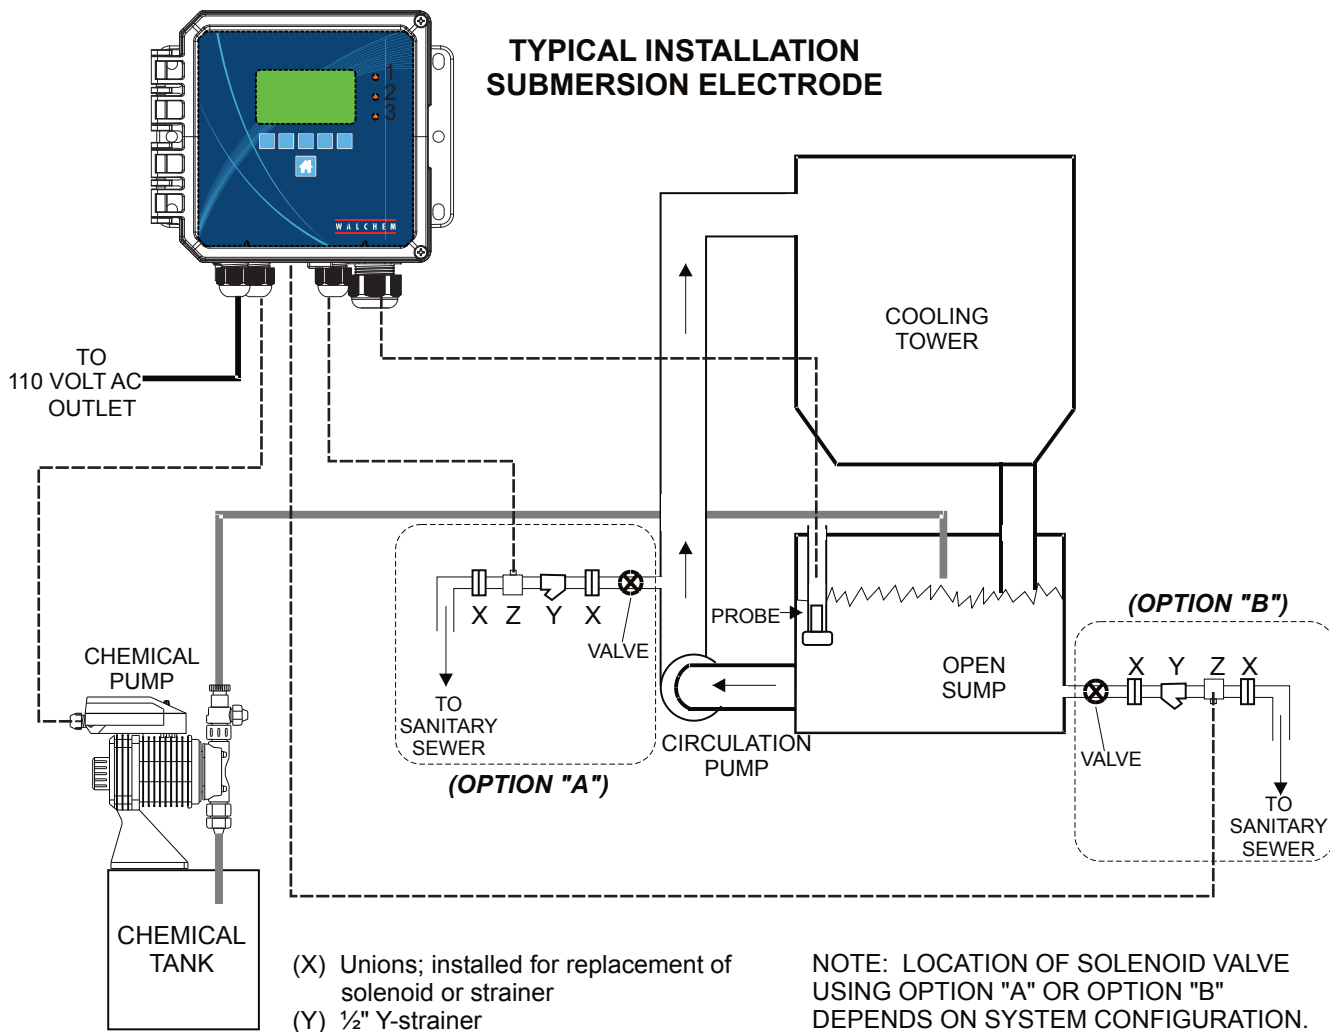 TYPICAL INSTALLATION
SUBMERSION ELECTRODE
1
2
3
WALCHEM
TO
110 VOLT AC
OUTLET
COOLING
TOWER
X Z Y X
VALVE
PROBE
OPEN
SUMP
(OPTION "B")
X Y Z X
VALVE
TO
SANITARY
SEWER
CHEMICAL
PUMP
TO
SANITARY
SEWER
(OPTION "A")
CIRCULATION
PUMP
CHEMICAL
TANK
(X) Unions; installed for replacement of
solenoid or strainer
(Y) ½" Y-strainer
NOTE: LOCATION OF SOLENOID VALVE
USING OPTION "A" OR OPTION "B"
DEPENDS ON SYSTEM CONFIGURATION.